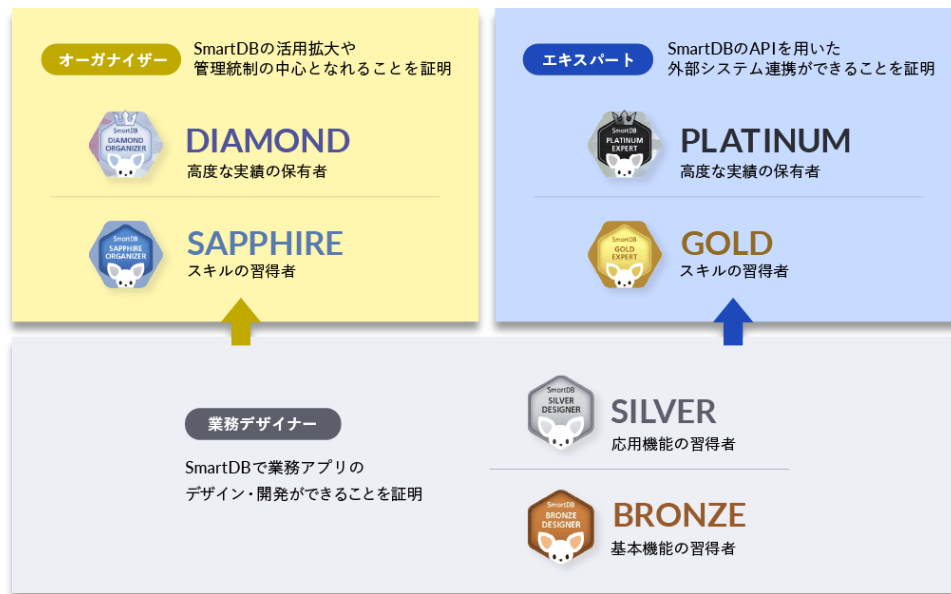 オーガナイザー
SmartDBの活用拡大や
管理統制の中心となれることを証明
SmartDB
DIAMOND
ORGANIZER
DIAMOND
高度な実績の保有者
SmartDB
SAPPHIRE
ORGANIZER
SAPPHIRE
スキルの習得者
エキスパート
SmartDBのAPIを用いた
外部システム連携ができることを証明
SmartDB
PLATINUM
EXPERT
PLATINUM
高度な実績の保有者
SmartDB
GOLD
EXPERT
GOLD
スキルの習得者
業務デザイナー
SmartDBで業務アプリの
デザイン・開発ができることを証明
SmartDB
SILVER
DESIGNER
SILVER
応用機能の習得者
SmartDB
BRONZE
DESIGNER
BRONZE
基本機能の習得者